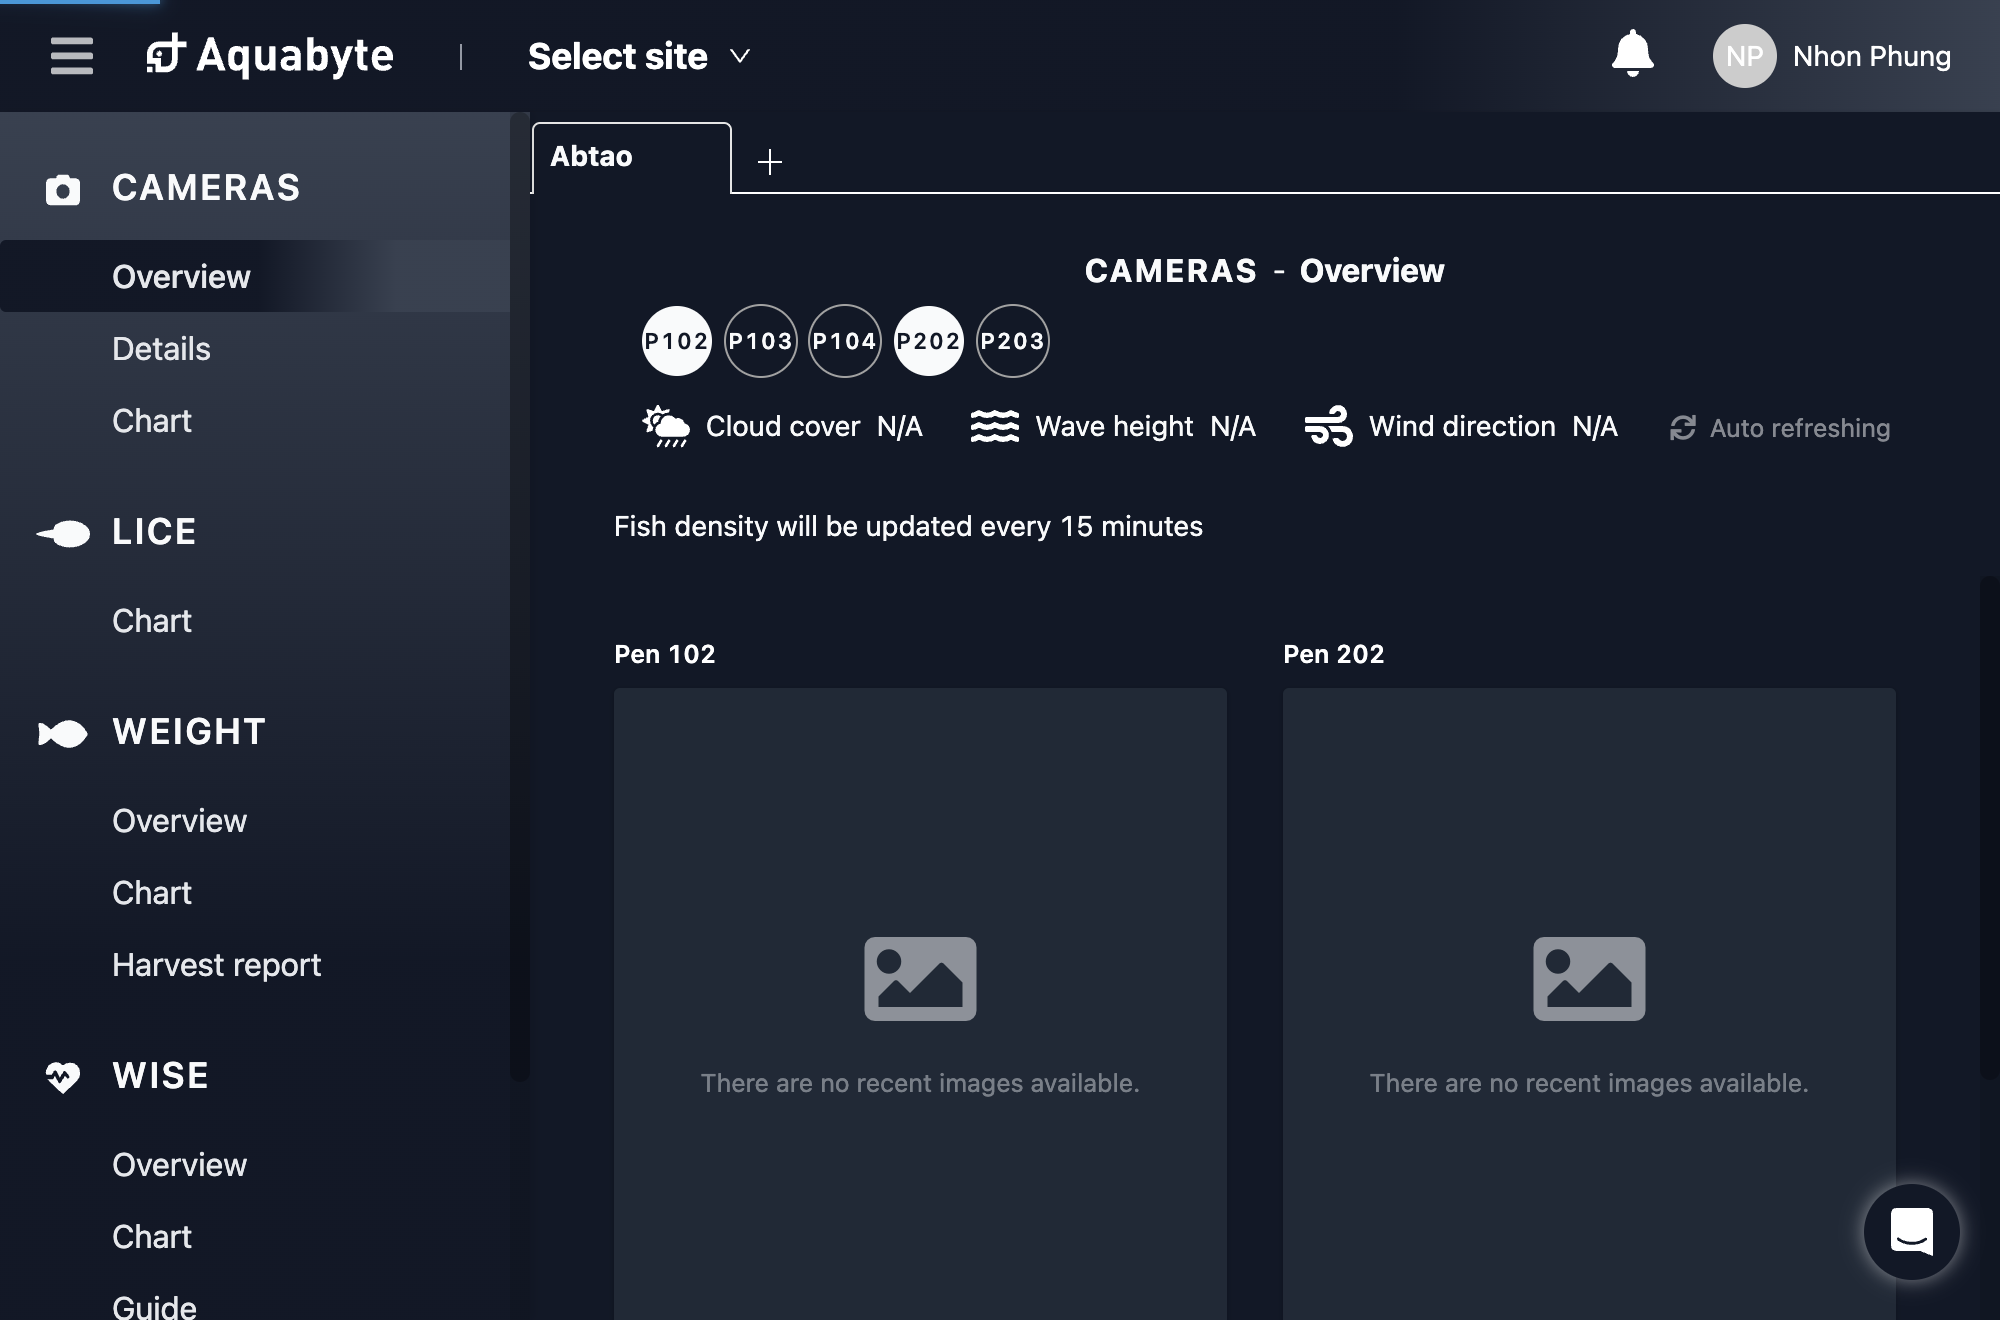 Aquabyte
Select site
NP
Nhon Phung
CAMERAS
Overview
Details
Chart
LICE
Chart
WEIGHT
Overview
Chart
Harvest report
WISE
Overview
Chart
Guide
Abtao
CAMERAS - Overview
P102 P103 P104 P202 P203
Cloud cover N/A Wave height N/A Wind direction N/A Auto refreshing
Fish density will be updated every 15 minutes
Pen 102
There are no recent images available.
Pen 202
There are no recent images available.